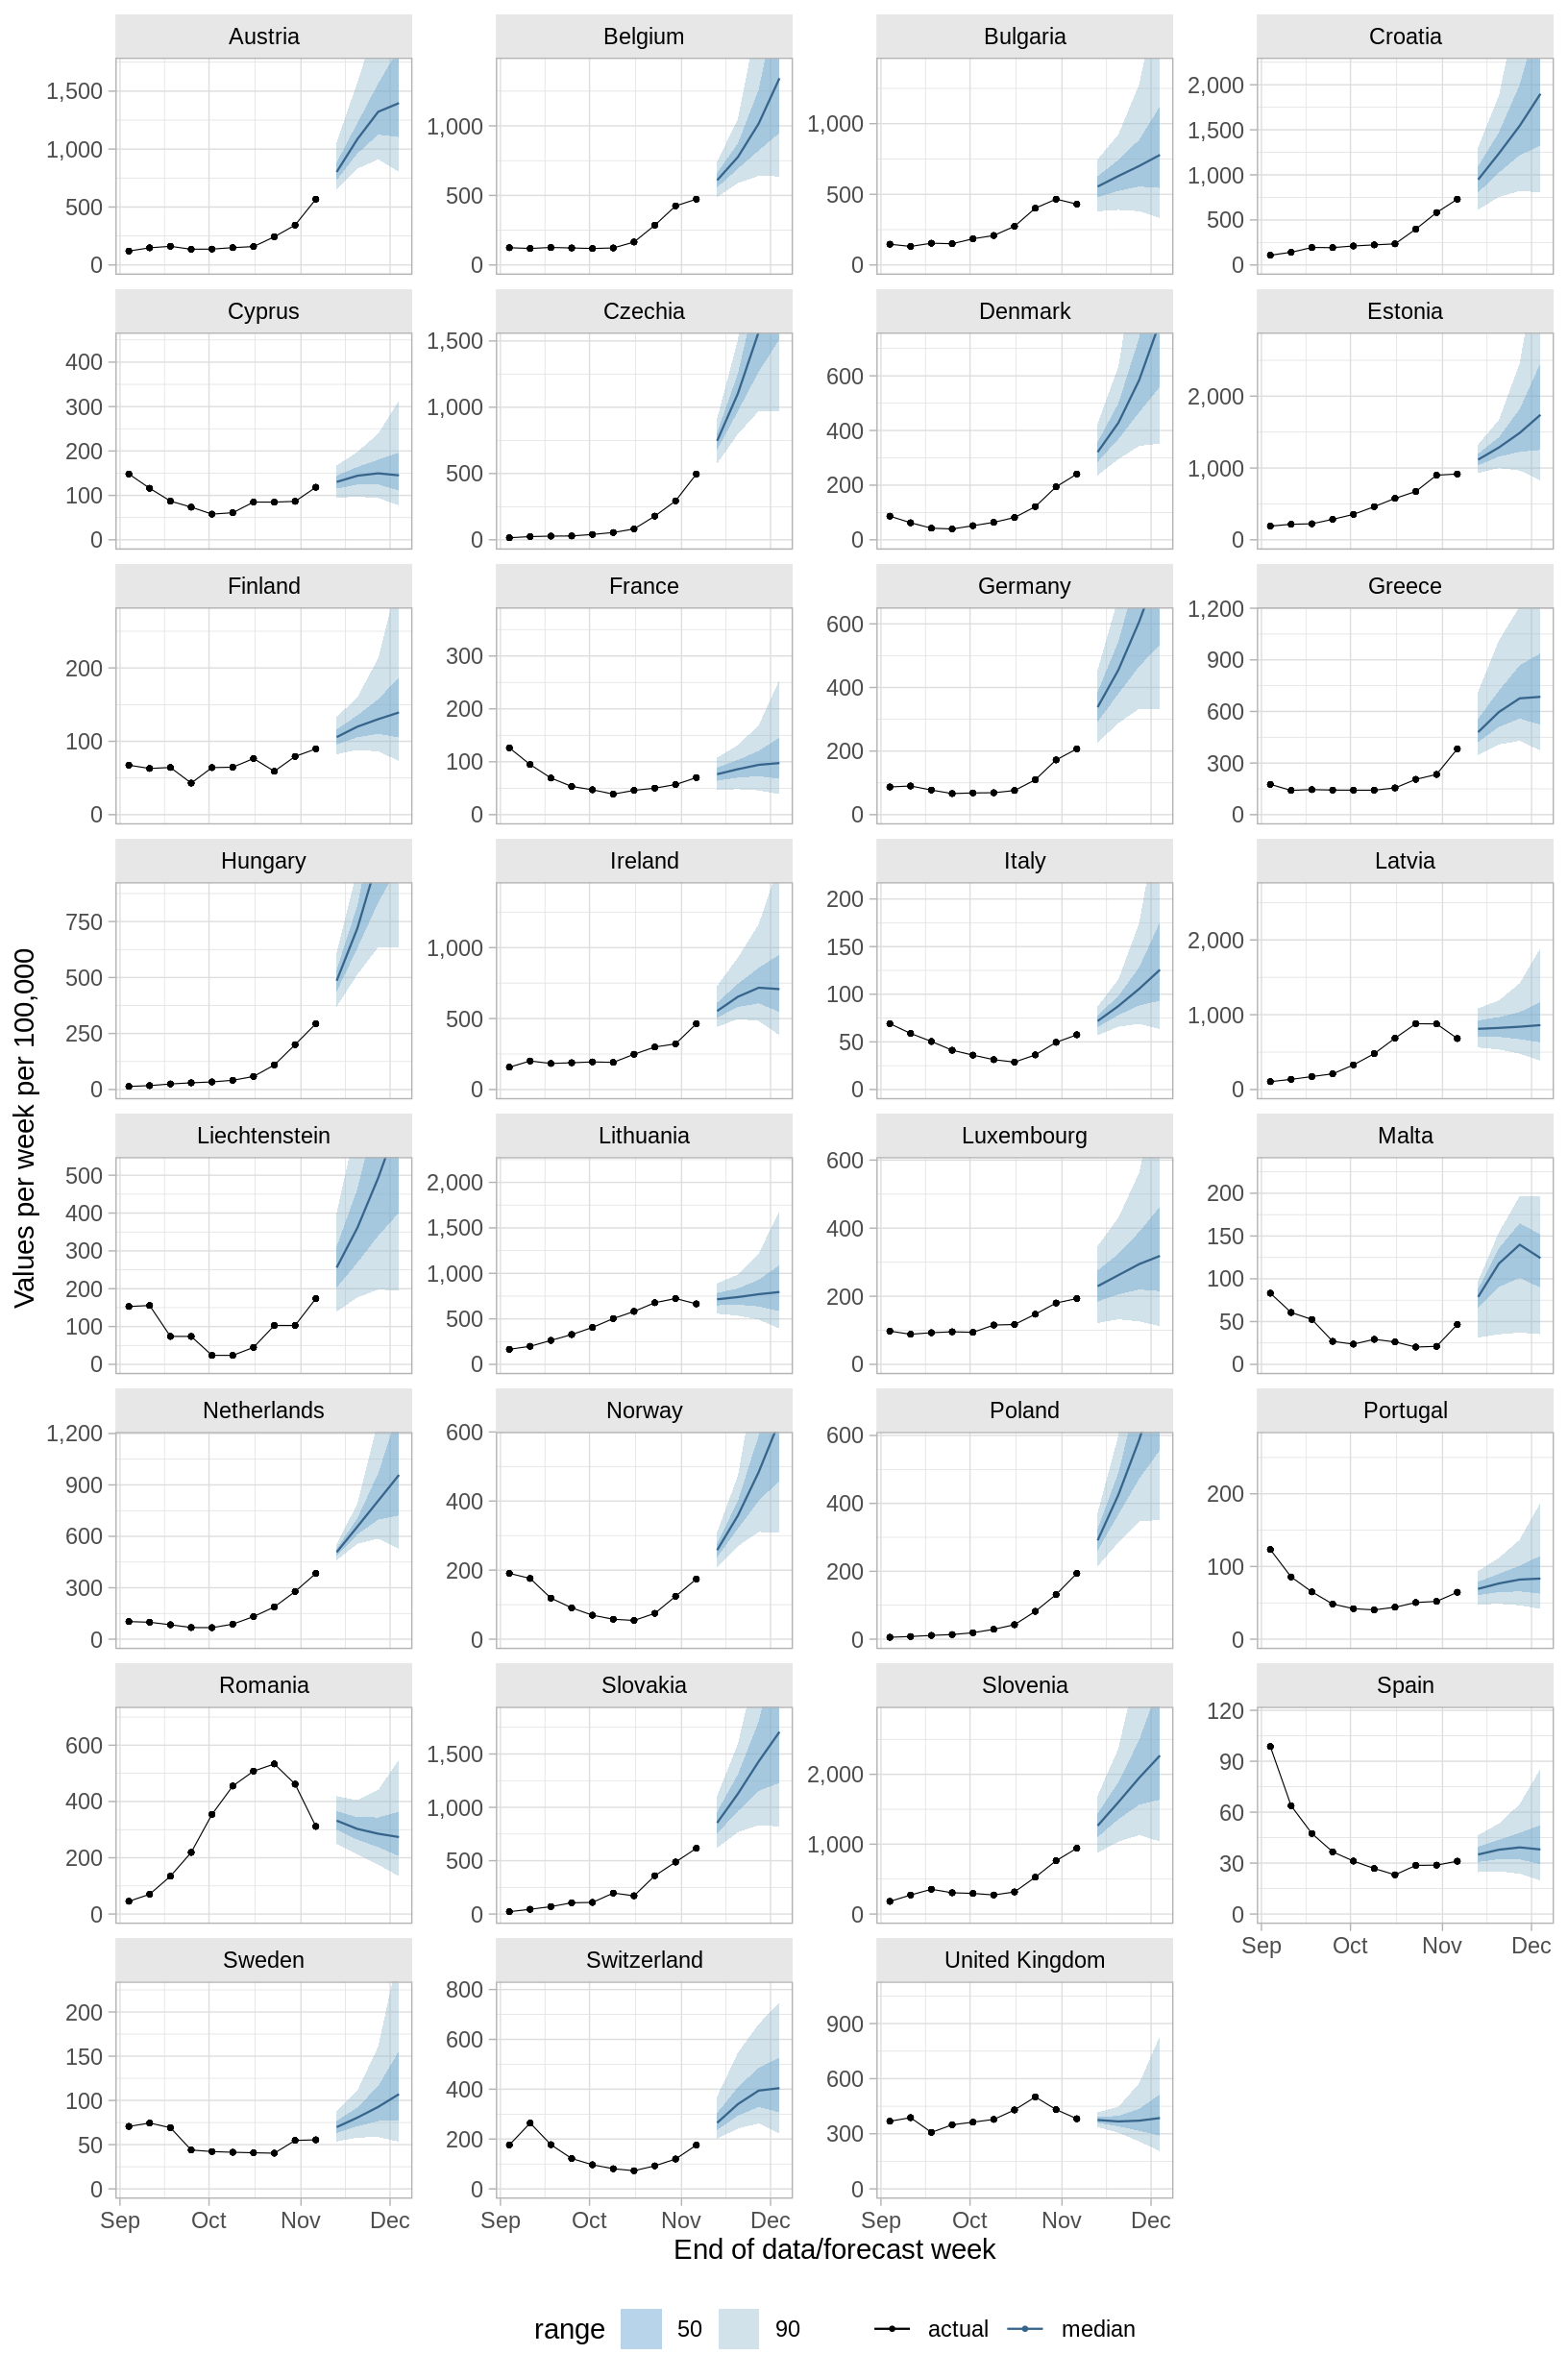 Austria Belgium Bulgaria Croatia
1,500 1,000 500 0
1,000 500 0
1,000 500 0
2,000 1,500 1,000 500 0
Cyprus Czechia Denmark Estonia
400 300 200 100 0
1,500 1,000 500 0
600 400 200 0
2,000 1,000 0
Finland France Germany Greece
200 100 0
300 200 100 0
600 400 200 0
1,200 900 600 300 0
Hungary Ireland Italy Latvia
750 500 250 0
1,000 500 0
200 150 100 50 0
2,000 1,000 0
Values per week per 100,000
Liechtenstein Lithuania Luxembourg Malta
500 400 300 200 100 0
2,000 1,500 1,000 500 0
600 400 200 0
200 150 100 50 0
Netherlands Norway Poland Portugal
1,200 900 600 300 0
600 400 200 0
600 400 200 0
200 100 0
Romania Slovakia Slovenia Spain
600 400 200 0
1,500 1,000 500 0
2,000 1,000 0
120 90 60 30 0
Sep Oct Nov Dec
Sweden Switzerland United Kingdom
200 150 100 50 0
800 600 400 200 0
900 600 300 0
Sep Oct Nov Dec Sep Oct Nov Dec Sep Oct Nov Dec
End of data/forecast week
range 50 90 actual median